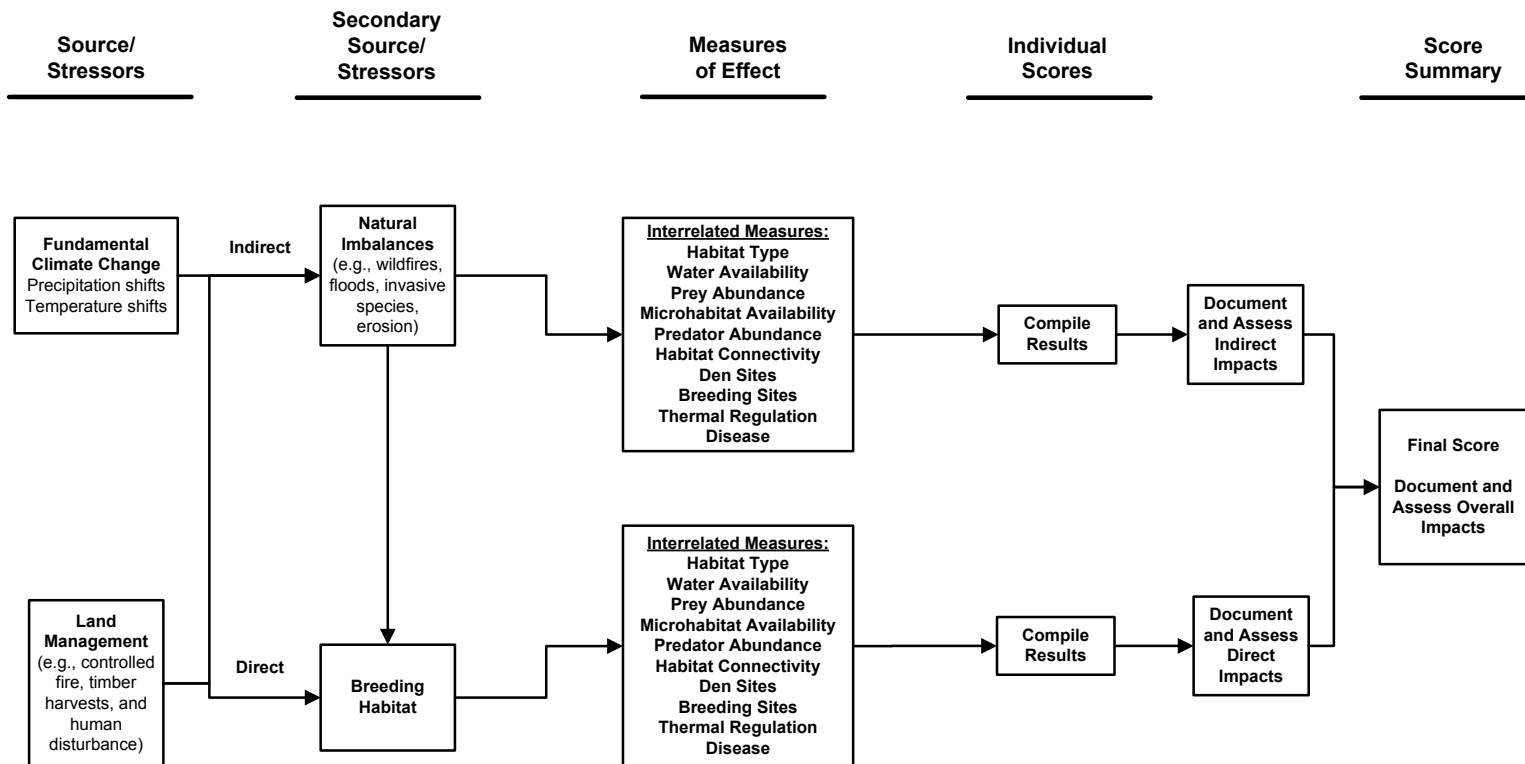 Source/
Stressors
Secondary
Source/
Stressors
Measures
of Effect
Individual
Scores
Score
Summary
Fundamental
Climate Change
Precipitation shifts
Temperature shifts
Indirect
Natural
Imbalances
(e.g., wildfires,
floods, invasive
species,
erosion)
Interrelated Measures:
Habitat Type
Water Availability
Prey Abundance
Microhabitat Availability
Predator Abundance
Habitat Connectivity
Den Sites
Breeding Sites
Thermal Regulation
Disease
Compile
Results
Document
and Assess
Indirect
Impacts
Final Score
Document and
Assess Overall
Impacts
Land
Management
(e.g., controlled
fire, timber
harvests, and
human
disturbance)
Direct
Breeding
Habitat
Interrelated Measures:
Habitat Type
Water Availability
Prey Abundance
Microhabitat Availability
Predator Abundance
Habitat Connectivity
Den Sites
Breeding Sites
Thermal Regulation
Disease
Compile
Results
Document
and Assess
Direct
Impacts